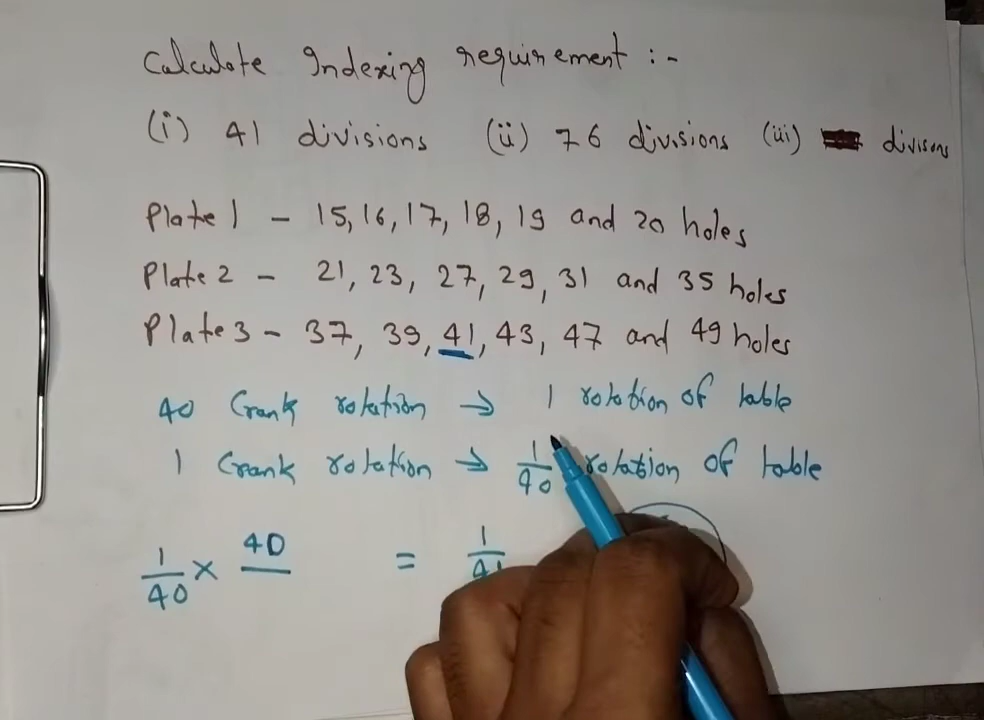 Calculate Indexing requirement :-
(i) 41 divisions (ii) 76 divisions (iii) divisons
Plate 1 - 15, 16, 17, 18, 19 and 20 holes
Plate 2 - 21, 23, 27, 29, 31 and 35 holes
Plate 3 - 37, 39, 41, 43, 47 and 49 holes
40 Crank rotation → 1 rotation of table
1 Crank rotation → 1/40 rotation of table
1/40 × 40/ = 1/41